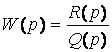 W(p) = R(p) / Q(p)